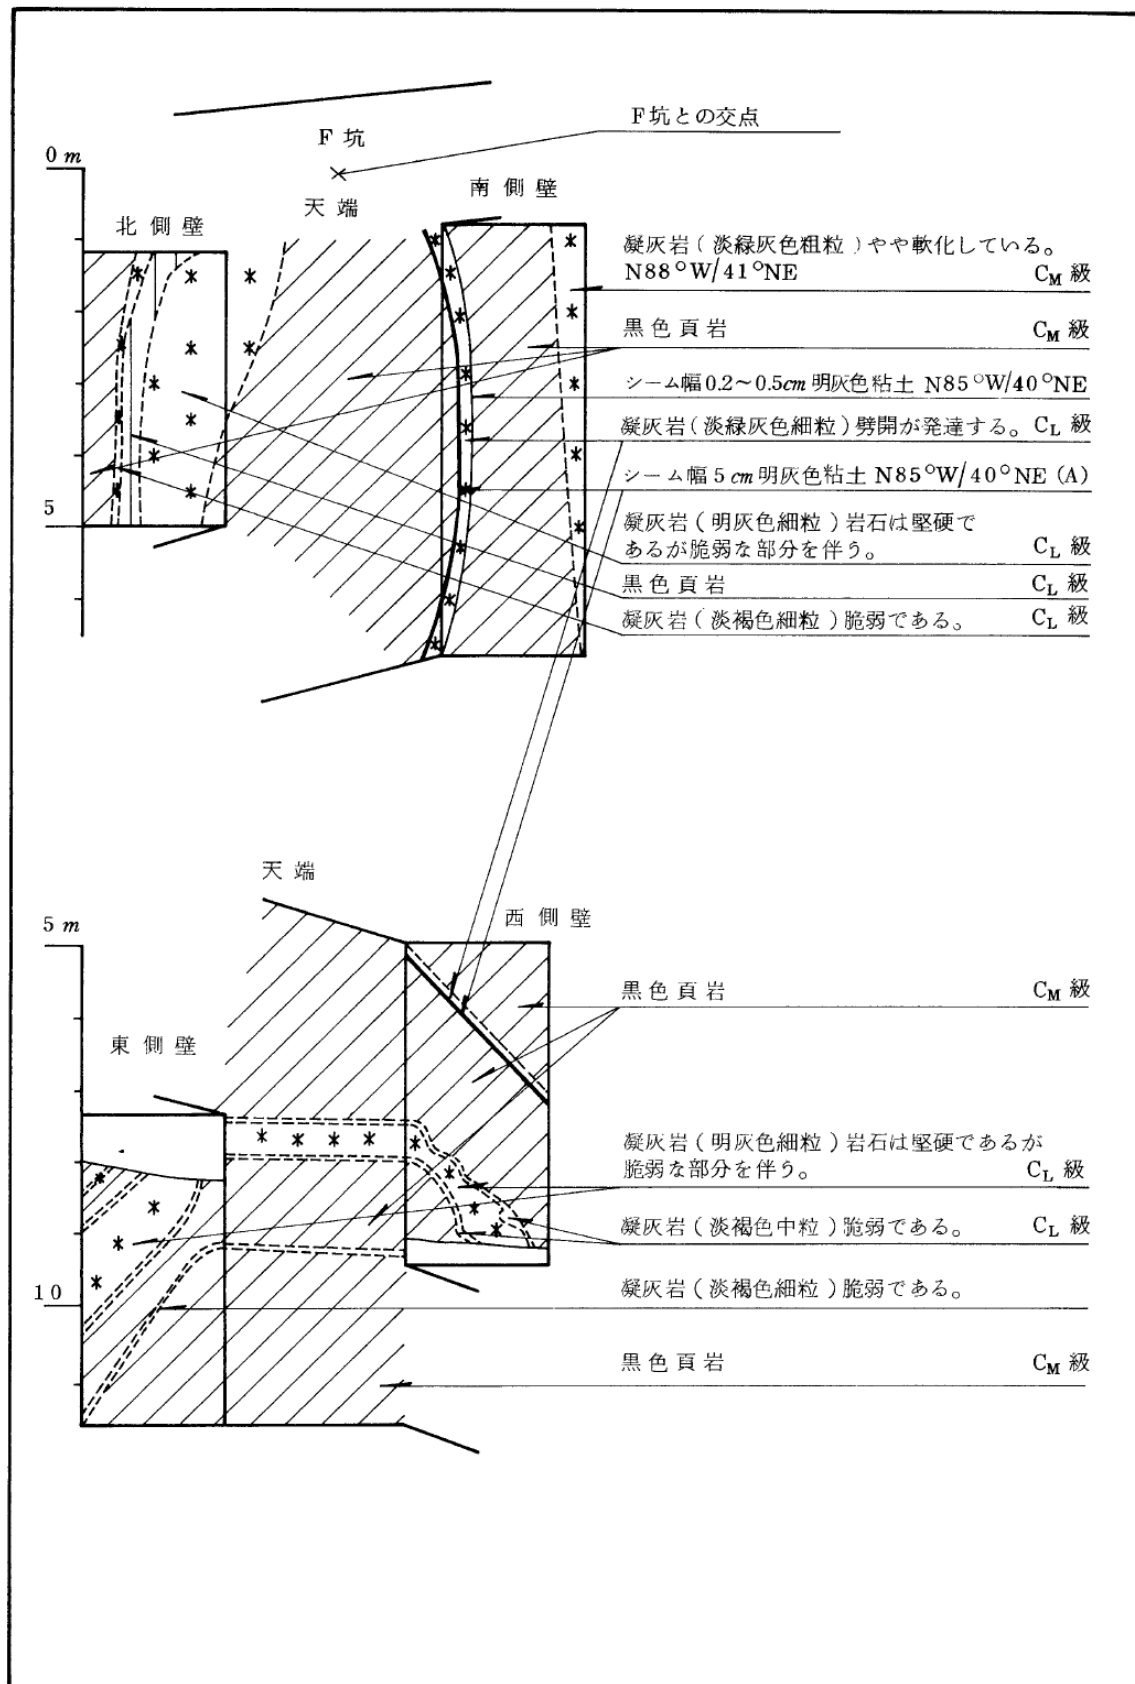 F坑との交点
F 坑
0 m
南 側 壁
天 端
北 側 壁
凝灰岩(淡緑灰色粗粒)やや軟化している。
N88°W/41°NE CM 級
黒色頁岩 CM 級
シーム幅0.2~0.5cm明灰色粘土 N85°W/40°NE
凝灰岩(淡緑灰色細粒)劈開が発達する。CL 級
シーム幅5cm明灰色粘土 N85°W/40°NE (A)
5
凝灰岩(明灰色細粒)岩石は堅硬で
あるが脆弱な部分を伴う。 CL 級
黒色頁岩 CL 級
凝灰岩(淡褐色細粒)脆弱である。 CL 級
天 端
5 m
西 側 壁
黒色頁岩 CM 級
東 側 壁
凝灰岩(明灰色細粒)岩石は堅硬であるが
脆弱な部分を伴う。 CL 級
凝灰岩(淡褐色中粒)脆弱である。 CL 級
凝灰岩(淡褐色細粒)脆弱である。
10
黒色頁岩 CM 級